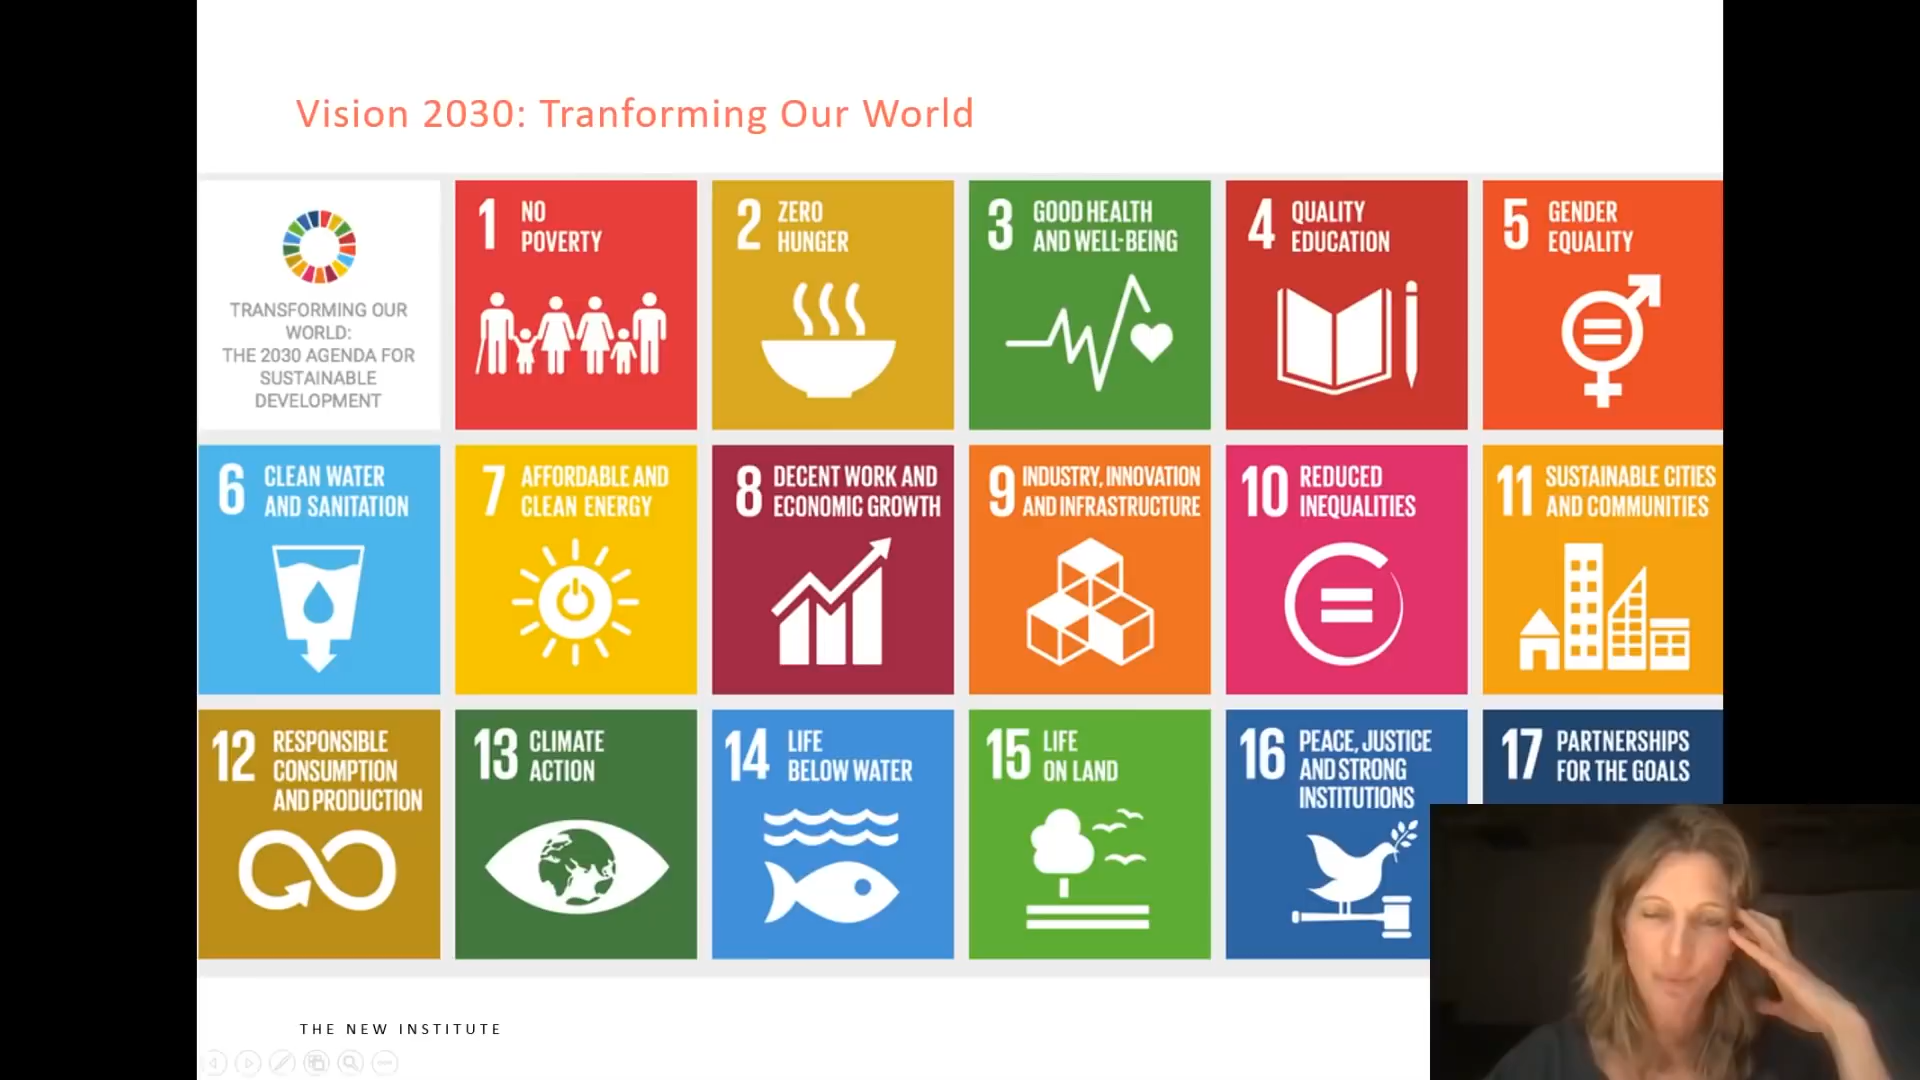 Vision 2030: Tranforming Our World
TRANSFORMING OUR
WORLD:
THE 2030 AGENDA FOR
SUSTAINABLE
DEVELOPMENT
1 NO
POVERTY
2 ZERO
HUNGER
3 GOOD HEALTH
AND WELL-BEING
4 QUALITY
EDUCATION
5 GENDER
EQUALITY
6 CLEAN WATER
AND SANITATION
7 AFFORDABLE AND
CLEAN ENERGY
8 DECENT WORK AND
ECONOMIC GROWTH
9 INDUSTRY, INNOVATION
AND INFRASTRUCTURE
10 REDUCED
INEQUALITIES
11 SUSTAINABLE CITIES
AND COMMUNITIES
12 RESPONSIBLE
CONSUMPTION
AND PRODUCTION
13 CLIMATE
ACTION
14 LIFE
BELOW WATER
15 LIFE
ON LAND
16 PEACE, JUSTICE
AND STRONG
INSTITUTIONS
17 PARTNERSHIPS
FOR THE GOALS
THE NEW INSTITUTE